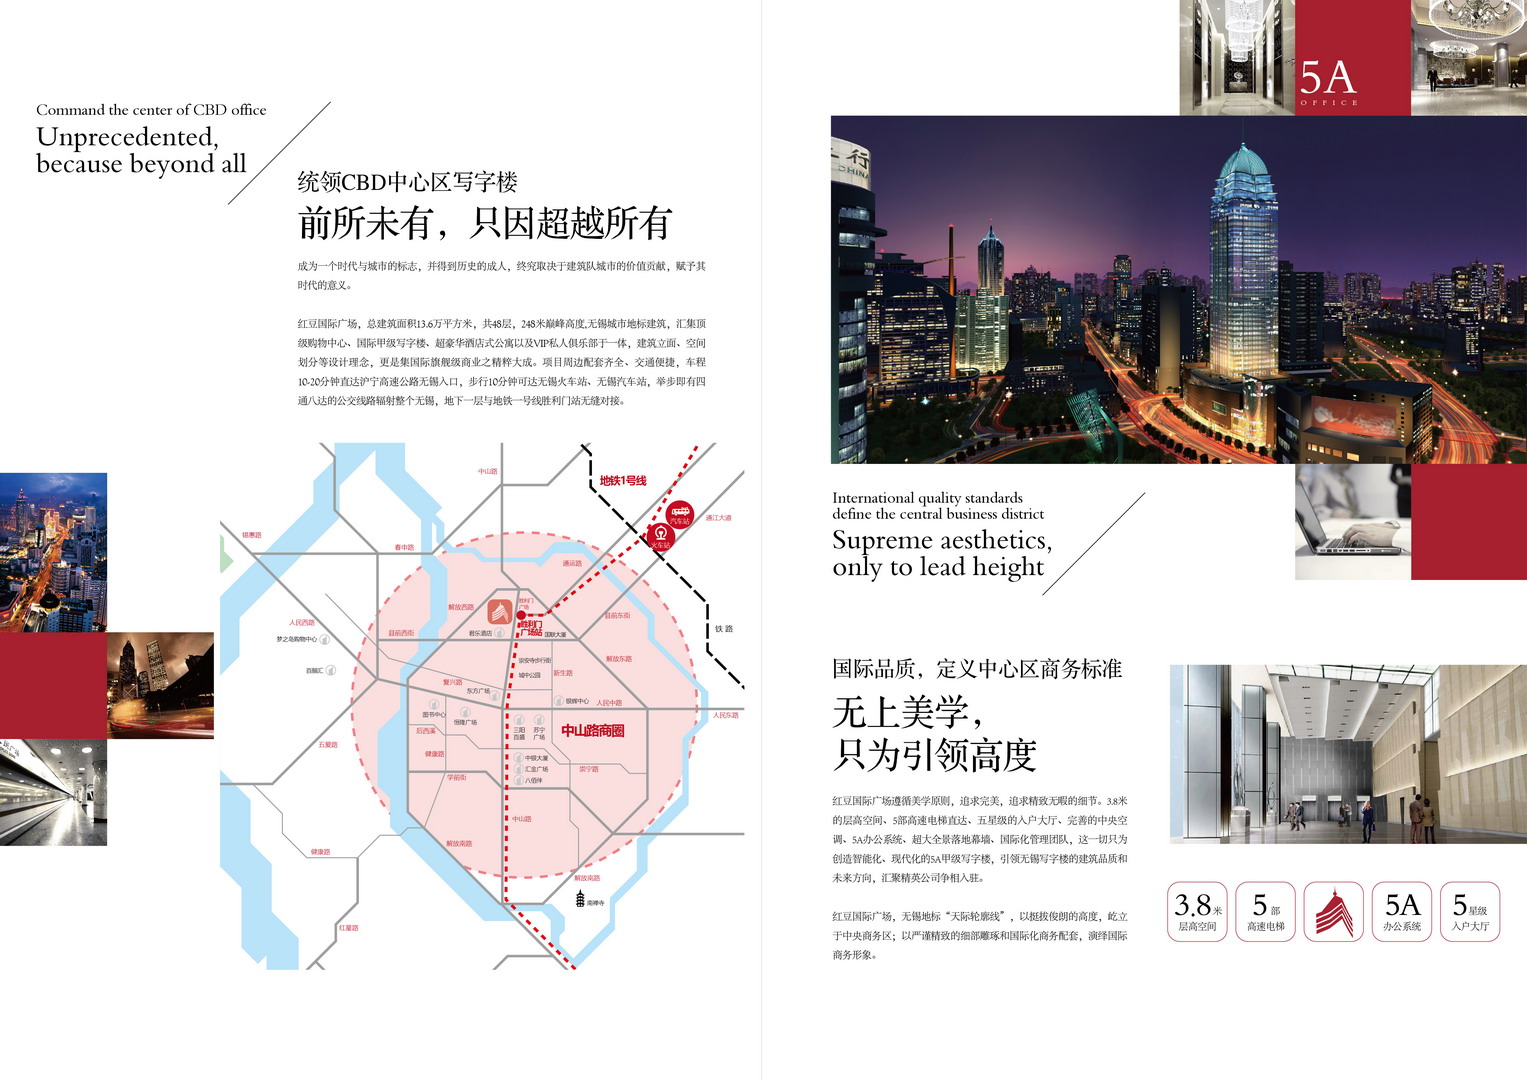 Command the center of CBD office
Unprecedented,
because beyond all
统领CBD中心区写字楼
前所未有，只因超越所有
成为一个时代与城市的标志，并得到历史的成人，终究取决于建筑队城市的价值贡献，赋予其
时代的意义。
红豆国际广场，总建筑面积13.6万平方米，共48层，248米巅峰高度,无锡城市地标建筑，汇集顶
级购物中心、国际甲级写字楼、超豪华酒店式公寓以及VIP私人俱乐部于一体，建筑立面、空间
划分等设计理念，更是集国际旗舰级商业之精粹大成。项目周边配套齐全、交通便捷，车程
10-20分钟直达沪宁高速公路无锡入口，步行10分钟可达无锡火车站、无锡汽车站，举步即有四
通八达的公交线路辐射整个无锡，地下一层与地铁一号线胜利门站无缝对接。
中山路
地铁1号线
汽车站
火车站
通江大道
锡惠路
春申路
通运路
解放西路
胜利门
广场
县前东街
人民西路
梦之岛购物中心
县前西街
君乐酒店
胜利门
广场站
国联大厦
铁 路
百脑汇
崇安寺步行街
解放东路
城中公园
新生路
复兴路
东方广场
银辉中心
人民中路
人民东路
图书中心
恒隆广场
后西溪
三阳
百盛
苏宁
广场
中山路商圈
五爱路
健康路
中银大厦
汇金广场
八佰伴
崇宁路
学前街
中山路
解放南路
健康路
解放南路
南禅寺
红星路
5A
OFFICE
一行
CHINA
International quality standards
define the central business district
Supreme aesthetics,
only to lead height
国际品质，定义中心区商务标准
无上美学，
只为引领高度
红豆国际广场遵循美学原则，追求完美，追求精致无暇的细节。3.8米
的层高空间、5部高速电梯直达、五星级的入户大厅、完善的中央空
调、5A办公系统、超大全景落地幕墙、国际化管理团队，这一切只为
创造智能化、现代化的5A甲级写字楼，引领无锡写字楼的建筑品质和
未来方向，汇聚精英公司争相入驻。
红豆国际广场，无锡地标“天际轮廓线”，以挺拔俊朗的高度，屹立
于中央商务区；以严谨精致的细部雕琢和国际化商务配套，演绎国际
商务形象。
3.8米
层高空间
5部
高速电梯
5A
办公系统
5星级
入户大厅